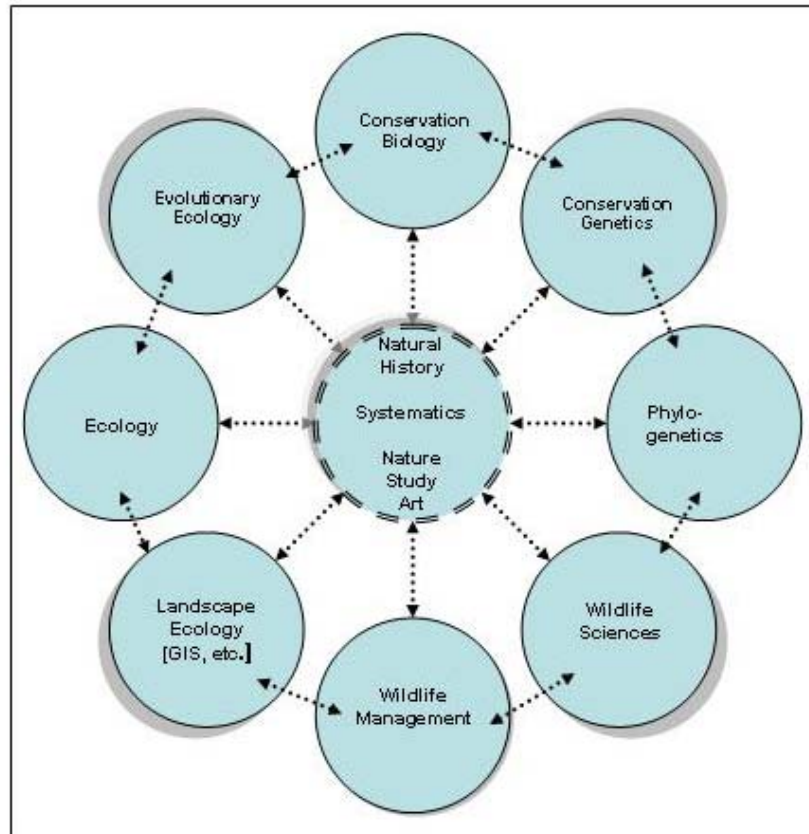 Conservation
Biology
Evolutionary
Ecology
Conservation
Genetics
Natural
History
Systematics
Nature
Study
Art
Ecology
Phylo-
genetics
Landscape
Ecology
[GIS, etc.]
Wildlife
Sciences
Wildlife
Management